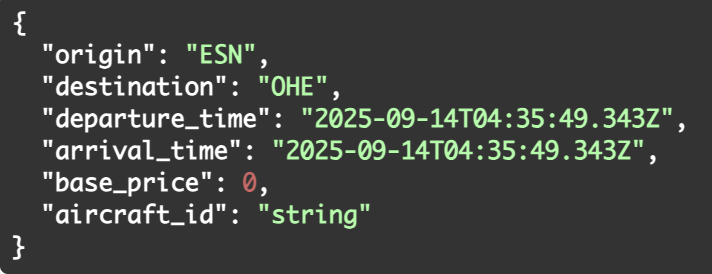 {
"origin": "ESN",
"destination": "OHE",
"departure_time": "2025-09-14T04:35:49.343Z",
"arrival_time": "2025-09-14T04:35:49.343Z",
"base_price": 0,
"aircraft_id": "string"
}